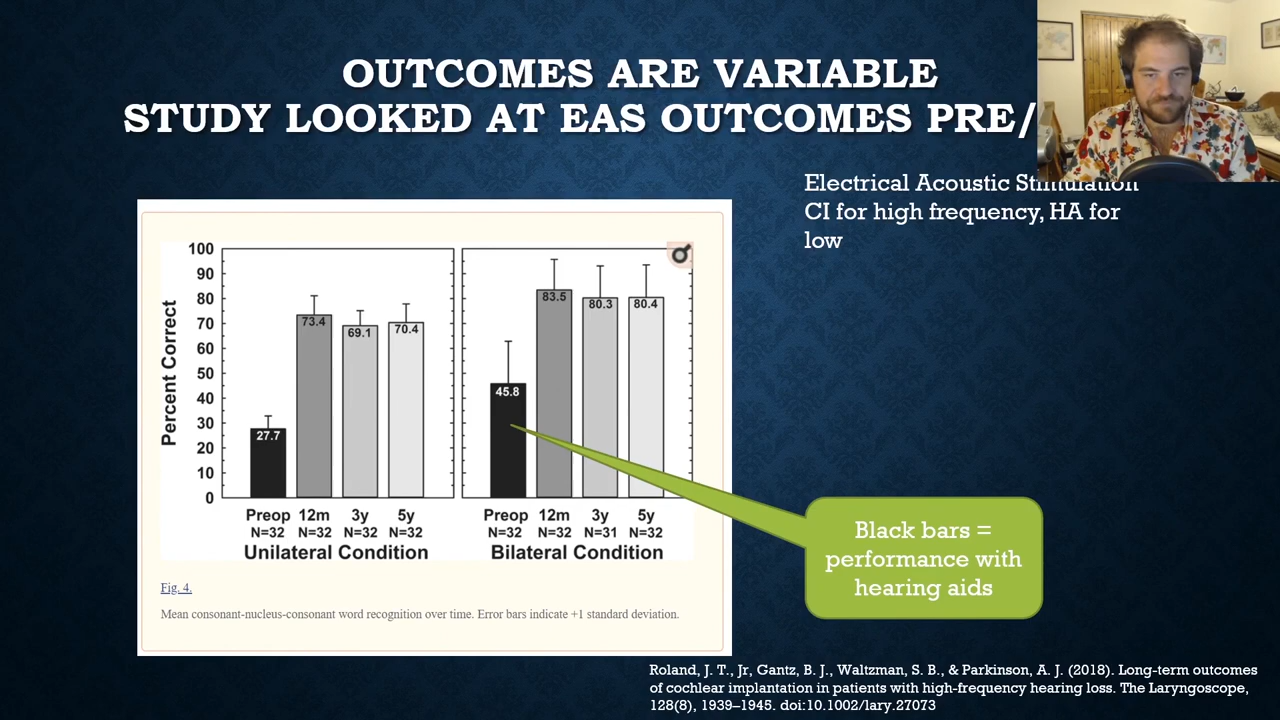 OUTCOMES ARE VARIABLE
STUDY LOOKED AT EAS OUTCOMES PRE/
Electrical Acoustic Stimulation
CI for high frequency, HA for
low
Percent Correct
100
90
80
70
60
50
40
30
20
10
0
27.7
73.4
69.1
70.4
45.8
83.5
80.3
80.4
Preop 12m 3y 5y
N=32 N=32 N=32 N=32
Unilateral Condition
Preop 12m 3y 5y
N=32 N=32 N=31 N=32
Bilateral Condition
Fig. 4.
Mean consonant-nucleus-consonant word recognition over time. Error bars indicate +1 standard deviation.
Black bars =
performance with
hearing aids
Roland, J. T., Jr, Gantz, B. J., Waltzman, S. B., & Parkinson, A. J. (2018). Long-term outcomes
of cochlear implantation in patients with high-frequency hearing loss. The Laryngoscope,
128(8), 1939–1945. doi:10.1002/lary.27073